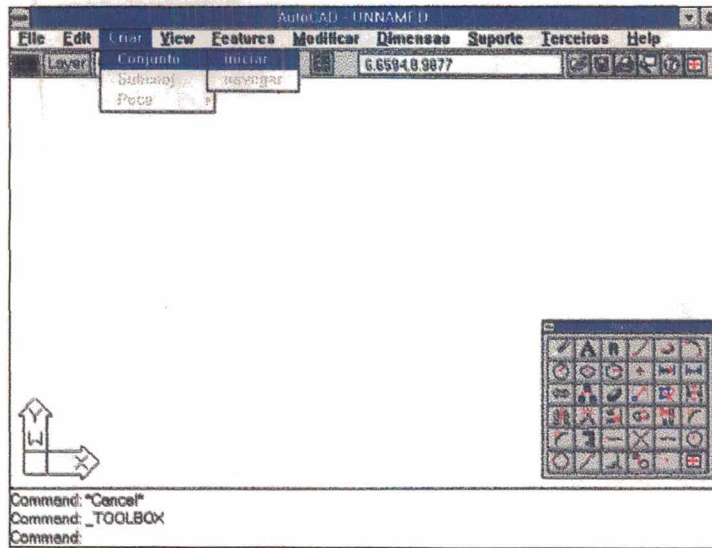 AutoCAD - UNNAMED
File Edit Criar View Features Modificar Dimensao Suporte Terceiros Help
Layer 6.6594,8.9877
Conjunto iniciar
Subconj navegar
Peca
Y
W
X
Command: *Cancel*
Command: _TOOLBOX
Command: